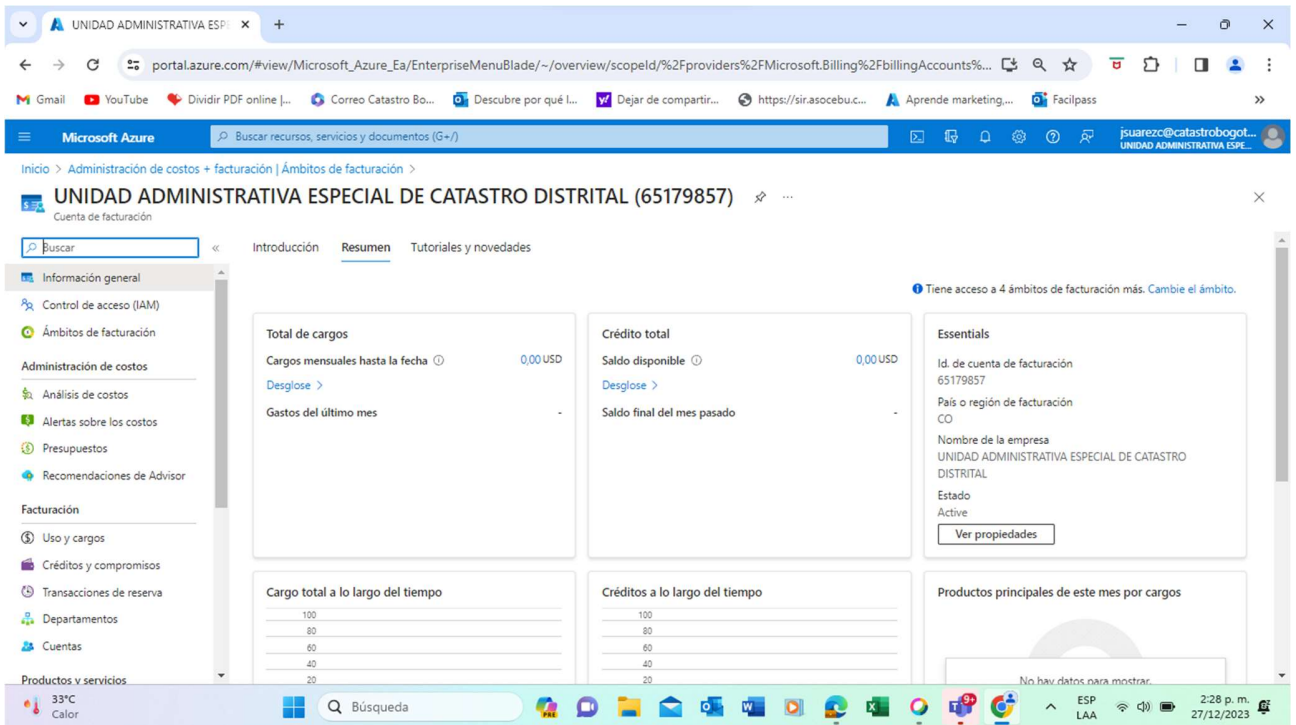 UNIDAD ADMINISTRATIVA ESPE
portal.azure.com/#view/Microsoft_Azure_Ea/EnterpriseMenuBlade/~/overview/scopeId/%2Fproviders%2FMicrosoft.Billing%2FbillingAccounts%...
Gmail YouTube Dividir PDF online |... Correo Catastro Bo... Descubre por qué l... Dejar de compartir... https://sir.asocebu.c... Aprende marketing,... Facilpass »
Microsoft Azure Buscar recursos, servicios y documentos (G+/) jsuarezc@catastrobogot...
UNIDAD ADMINISTRATIVA ESPE...
Inicio > Administración de costos + facturación | Ámbitos de facturación >
UNIDAD ADMINISTRATIVA ESPECIAL DE CATASTRO DISTRITAL (65179857) ...
Cuenta de facturación
Buscar «
Introducción Resumen Tutoriales y novedades
Información general
Control de acceso (IAM)
Ámbitos de facturación
Administración de costos
Análisis de costos
Alertas sobre los costos
Presupuestos
Recomendaciones de Advisor
Facturación
Uso y cargos
Créditos y compromisos
Transacciones de reserva
Departamentos
Cuentas
Productos y servicios
Tiene acceso a 4 ámbitos de facturación más. Cambie el ámbito.
Total de cargos
Cargos mensuales hasta la fecha 0,00 USD
Desglose >
Gastos del último mes -
Crédito total
Saldo disponible 0,00 USD
Desglose >
Saldo final del mes pasado -
Essentials
Id. de cuenta de facturación
65179857
País o región de facturación
CO
Nombre de la empresa
UNIDAD ADMINISTRATIVA ESPECIAL DE CATASTRO
DISTRITAL
Estado
Active
Ver propiedades
Cargo total a lo largo del tiempo
100
80
60
40
20
Créditos a lo largo del tiempo
100
80
60
40
20
Productos principales de este mes por cargos
No hay datos para mostrar.
33°C
Calor
Búsqueda
PRE
9+
ESP
LAA
2:28 p. m.
27/12/2023